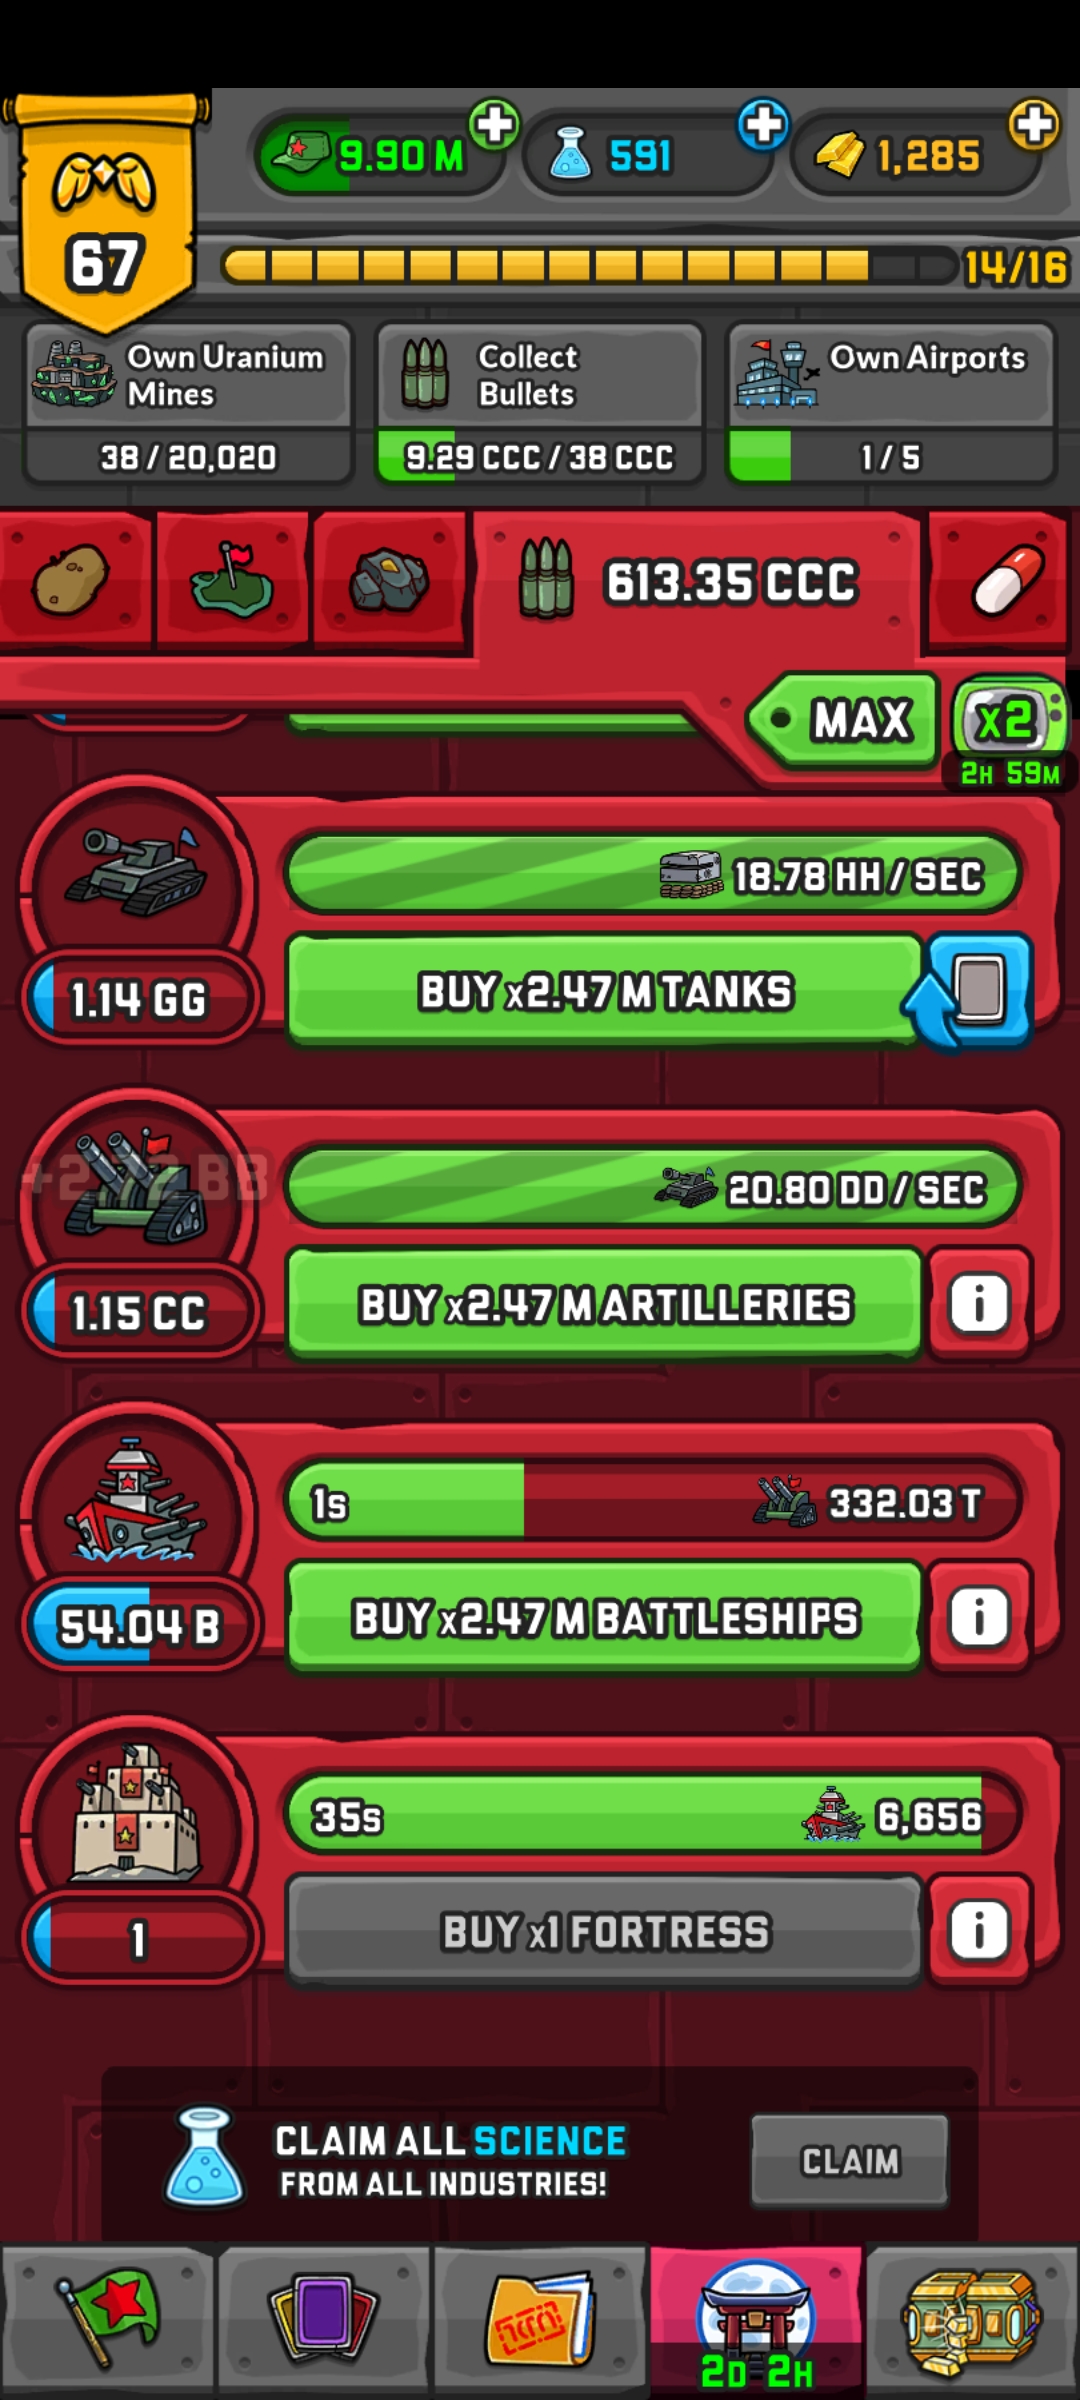 67
9.90 M
591
1,285
14/16
Own Uranium
Mines
38 / 20,020
Collect
Bullets
9.29 CCC / 38 CCC
Own Airports
1 / 5
613.35 CCC
MAX
x2
2H 59M
18.78 HH / SEC
1.14 GG
BUY x2.47 M TANKS
+2.72 BB
20.80 DD / SEC
1.15 CC
BUY x2.47 M ARTILLERIES
i
1s
332.03 T
54.04 B
BUY x2.47 M BATTLESHIPS
i
35s
6,656
1
BUY x1 FORTRESS
i
CLAIM ALL SCIENCE
FROM ALL INDUSTRIES!
CLAIM
2D 2H